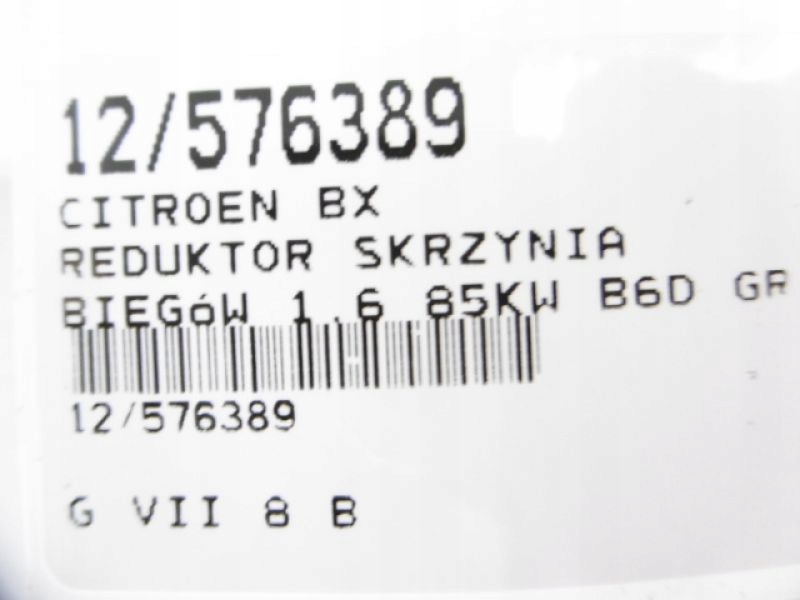 12/576389
CITROEN BX
REDUKTOR SKRZYNIA
BIEGóW 1.6 85KW B6D GR
12/576389
G VII 8 B